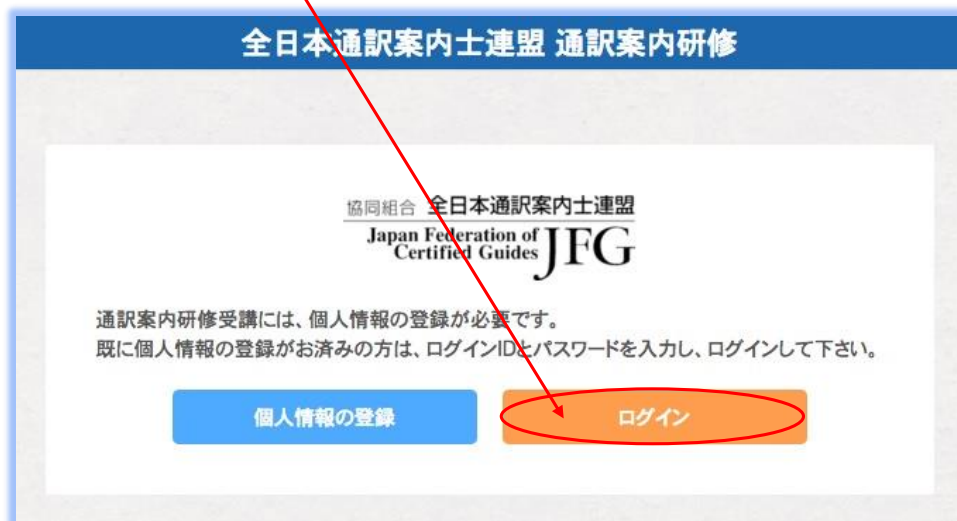 全日本通訳案内士連盟 通訳案内研修
協同組合 全日本通訳案内士連盟
Japan Federation of
Certified Guides JFG
通訳案内研修受講には、個人情報の登録が必要です。
既に個人情報の登録がお済みの方は、ログインIDとパスワードを入力し、ログインして下さい。
個人情報の登録 ログイン